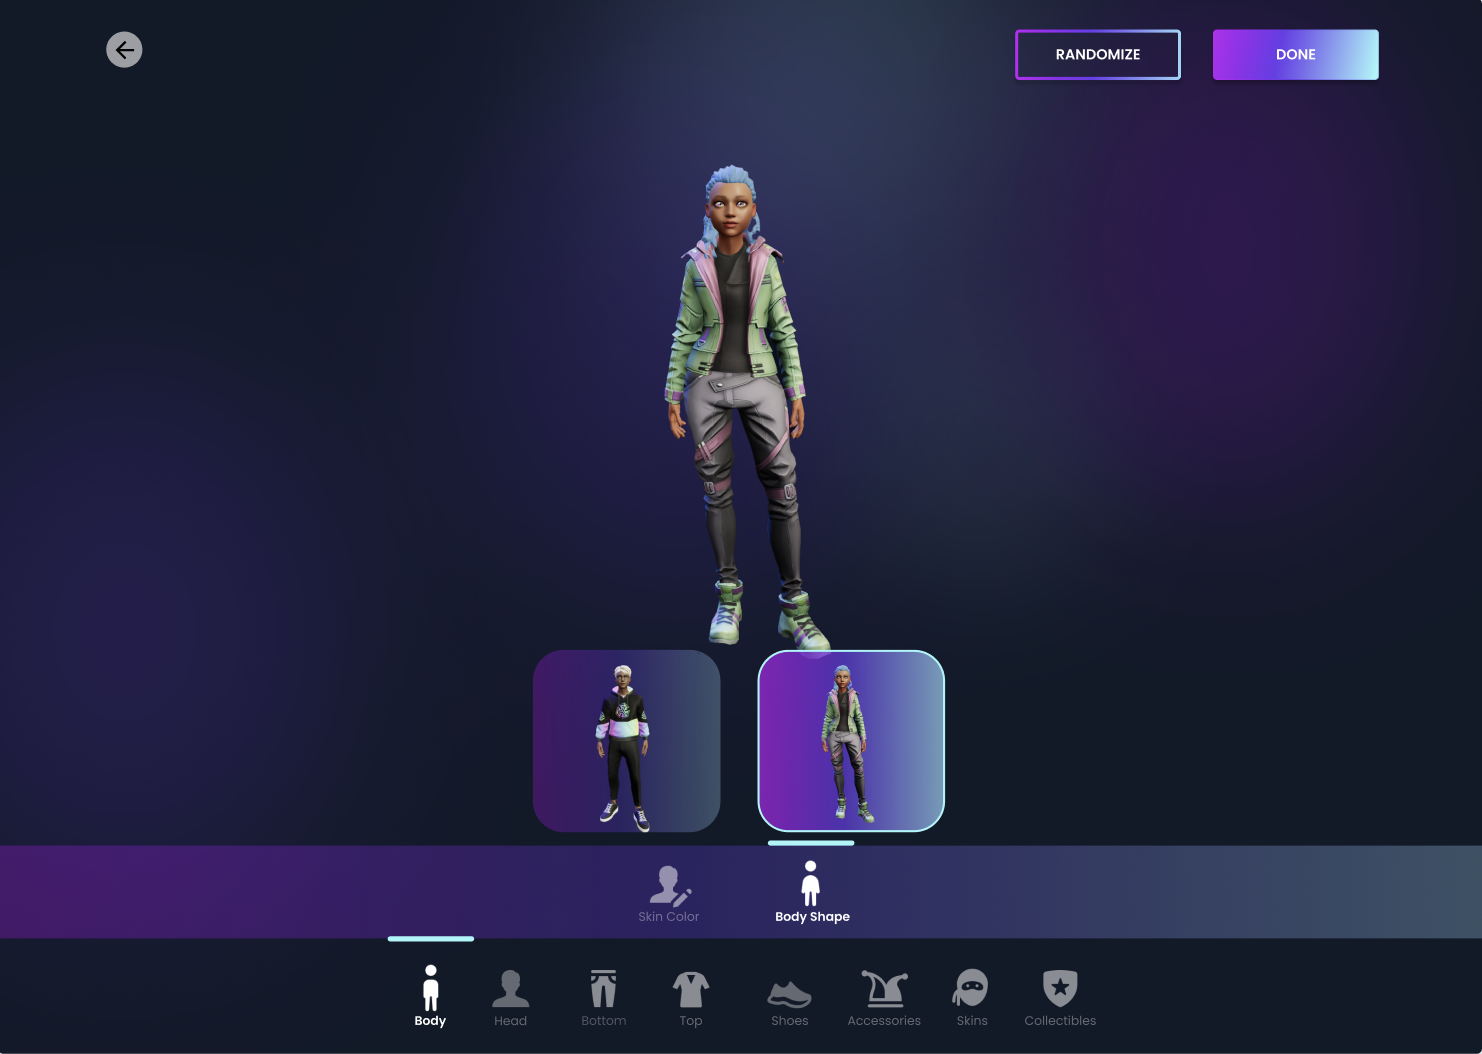 RANDOMIZE
DONE
Skin Color
Body Shape
Body
Head
Bottom
Top
Shoes
Accessories
Skins
Collectibles